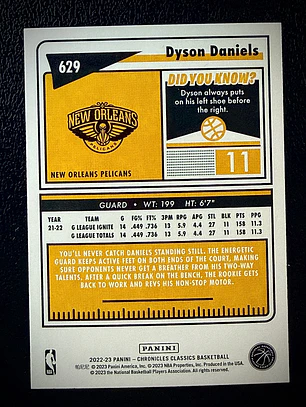 629
Dyson Daniels
DID YOU KNOW?
Dyson always puts
on his left shoe before
the right.
NEW ORLEANS
PELICANS
11
NEW ORLEANS PELICANS
GUARD • WT: 199 HT: 6'7"
YEAR TEAM G FG% FT% 3PM RPG APG STL BLK PTS PPG
21-22 G LEAGUE IGNITE 14 .449 .736 13 5.9 4.4 27 11 158 11.3
G LEAGUE TOTALS 14 .449 .736 13 5.9 4.4 27 11 158 11.3
YOU'LL NEVER CATCH DANIELS STANDING STILL. THE ENERGETIC
GUARD KEEPS ACTIVE FEET ON BOTH ENDS OF THE COURT, MAKING
SURE OPPONENTS NEVER GET A BREATHER FROM HIS TWO-WAY
TALENTS. AFTER A QUICK BREAK ON THE BENCH, THE ROOKIE GETS
BACK TO WORK AND REVS HIS NON-STOP MOTOR.
PANINI
2022-23 PANINI – CHRONICLES CLASSICS BASKETBALL
© 2023 Panini America, Inc. © 2023 NBA Properties, Inc. Produced in the USA.
© 2023 the National Basketball Players Association. All rights reserved.
NBA